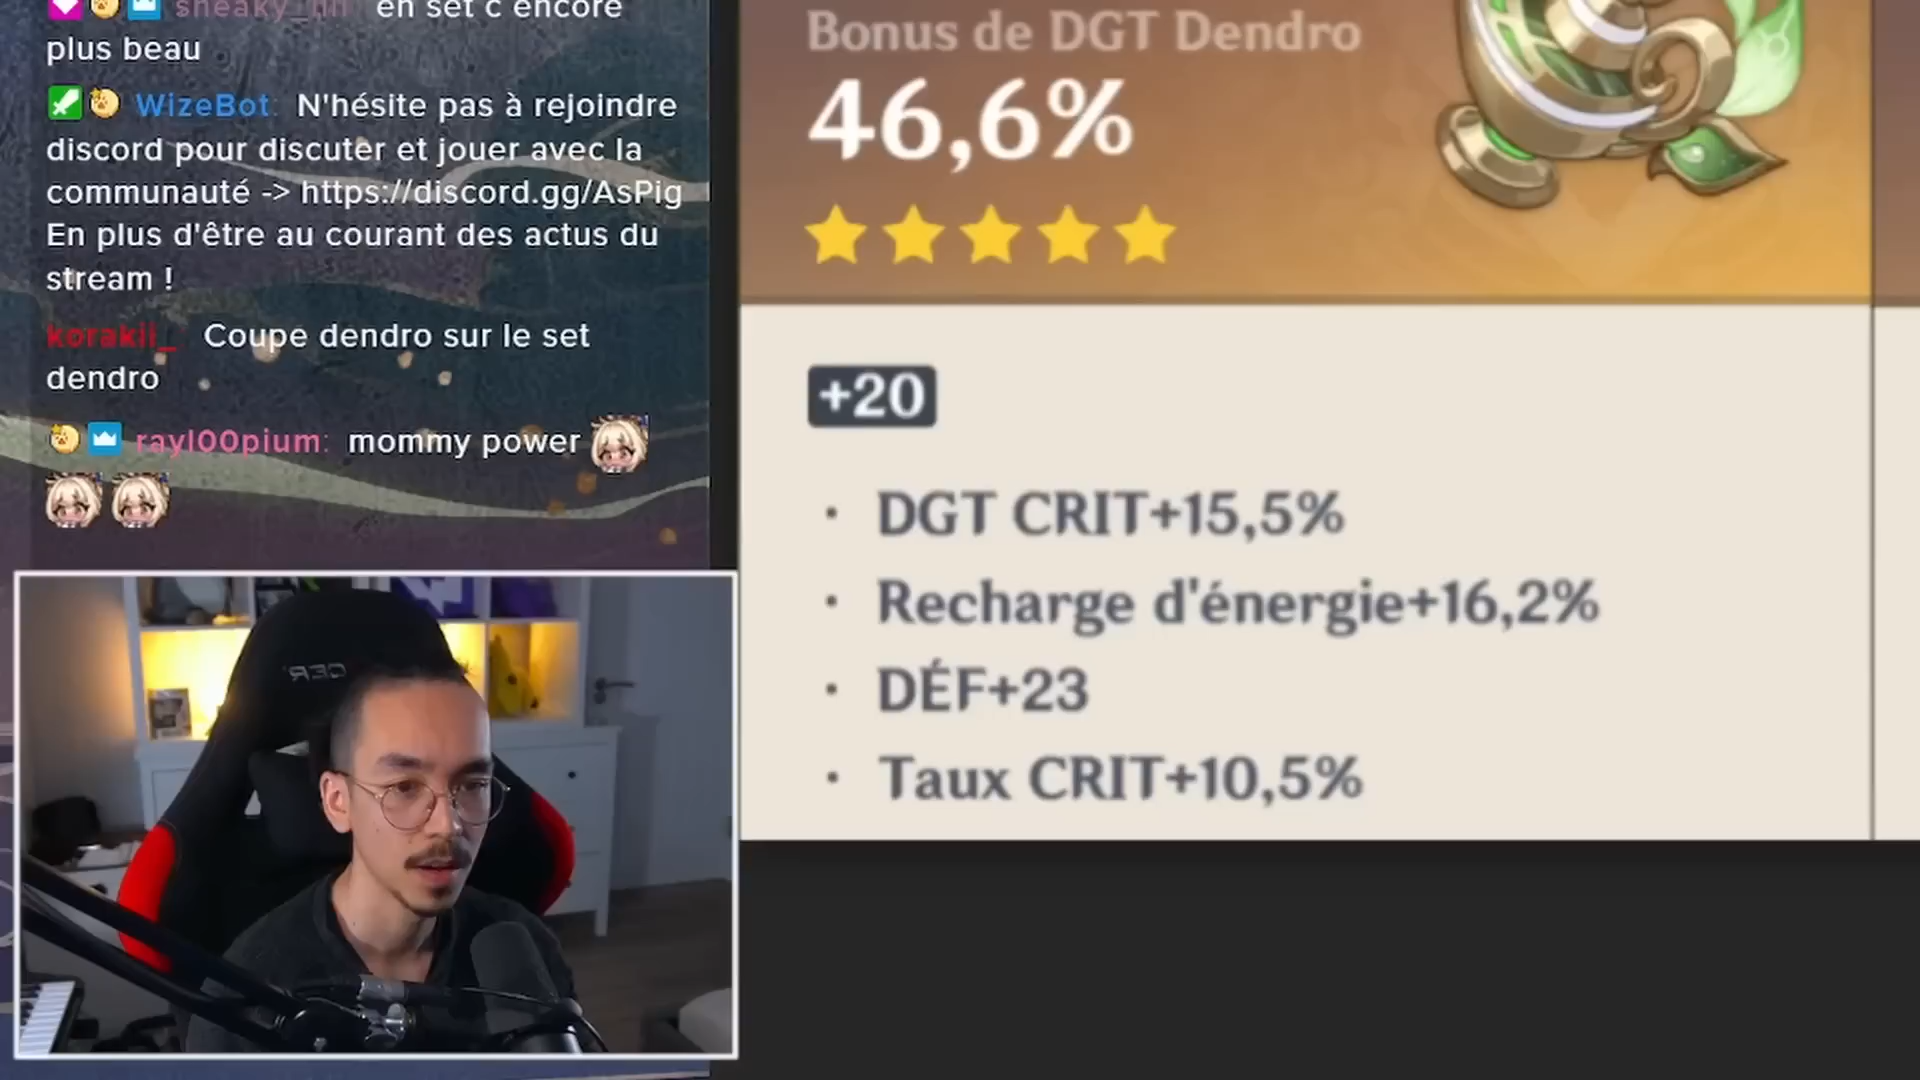 en set c'encore
plus beau
WizeBot: N'hésite pas à rejoindre
discord pour discuter et jouer avec la
communauté -> https://discord.gg/AsPig
En plus d'être au courant des actus du
stream !
korakii_ Coupe dendro sur le set
dendro
rayl00pium: mommy power
Bonus de DGT Dendro
46,6%
+20
· DGT CRIT+15,5%
· Recharge d'énergie+16,2%
· DÉF+23
· Taux CRIT+10,5%